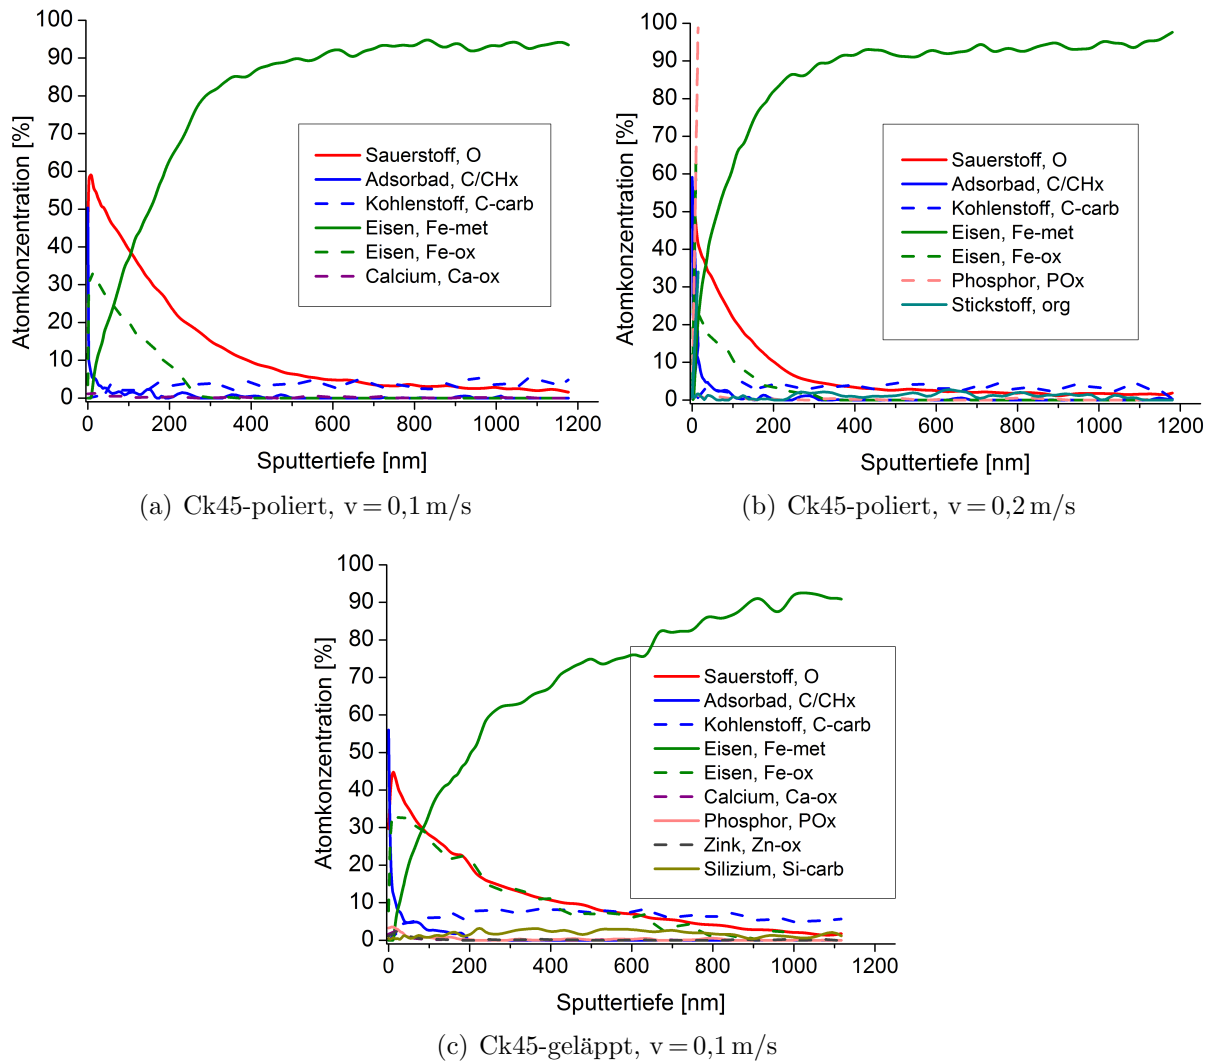 100
90
80
70
60
50
40
30
20
10
0
Atomkonzentration [%]
Sauerstoff, O
Adsorbad, C/CHx
Kohlenstoff, C-carb
Eisen, Fe-met
Eisen, Fe-ox
Calcium, Ca-ox
0 200 400 600 800 1000 1200
Sputtertiefe [nm]
(a) Ck45-poliert, v = 0,1 m/s
100
90
80
70
60
50
40
30
20
10
0
Atomkonzentration [%]
Sauerstoff, O
Adsorbad, C/CHx
Kohlenstoff, C-carb
Eisen, Fe-met
Eisen, Fe-ox
Phosphor, POx
Stickstoff, org
0 200 400 600 800 1000 1200
Sputtertiefe [nm]
(b) Ck45-poliert, v = 0,2 m/s
100
90
80
70
60
50
40
30
20
10
0
Atomkonzentration [%]
Sauerstoff, O
Adsorbad, C/CHx
Kohlenstoff, C-carb
Eisen, Fe-met
Eisen, Fe-ox
Calcium, Ca-ox
Phosphor, POx
Zink, Zn-ox
Silizium, Si-carb
0 200 400 600 800 1000 1200
Sputtertiefe [nm]
(c) Ck45-geläppt, v = 0,1 m/s